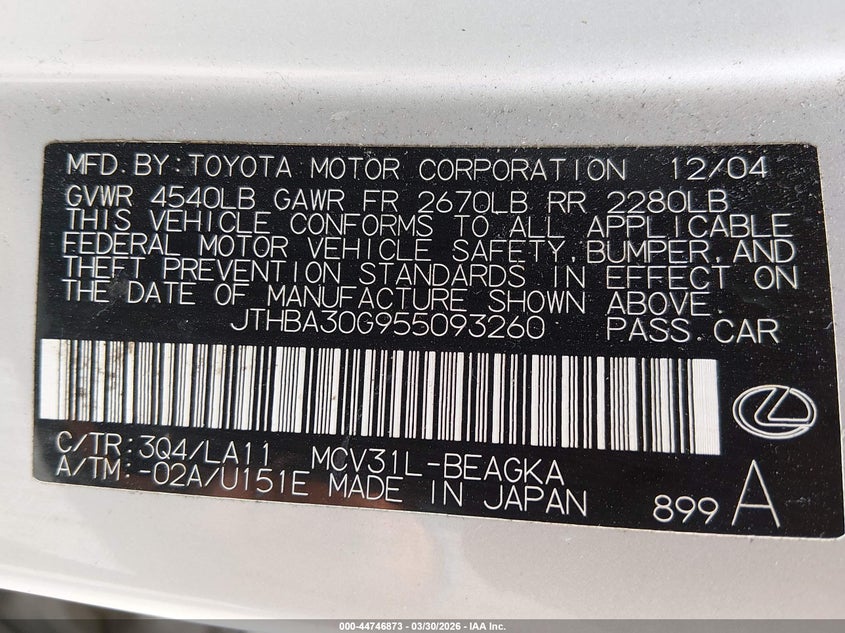 MFD. BY: TOYOTA MOTOR CORPORATION 12/04
GVWR 4540LB GAWR FR 2670LB RR 2280LB
THIS VEHICLE CONFORMS TO ALL APPLICABLE
FEDERAL MOTOR VEHICLE SAFETY, BUMPER, AND
THEFT PREVENTION STANDARDS IN EFFECT ON
THE DATE OF MANUFACTURE SHOWN ABOVE.
JTHBA30G955093260 PASS. CAR
C/TR: 3Q4/LA11 MCV31L-BEAGKA
A/TM: -02A/U151E MADE IN JAPAN
899 A
000-44746873 - 03/30/2026 - IAA Inc.